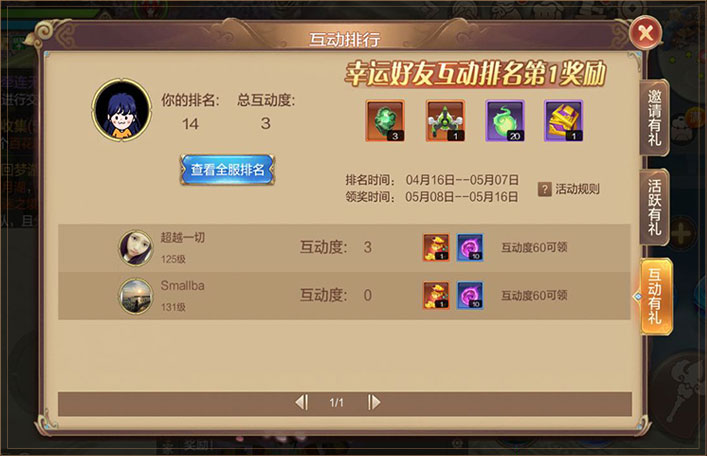 互动排行
幸运好友互动排名第1奖励
你的排名： 总互动度：
14 3
3 1 20 1
查看全服排名
排名时间： 04月16日--05月07日
领奖时间： 05月08日--05月16日
? 活动规则
邀请有礼
活跃有礼
互动有礼
超越一切
125级
互动度： 3
1 10
互动度60可领
Smallba
131级
互动度： 0
1 10
互动度60可领
1/1
奖励